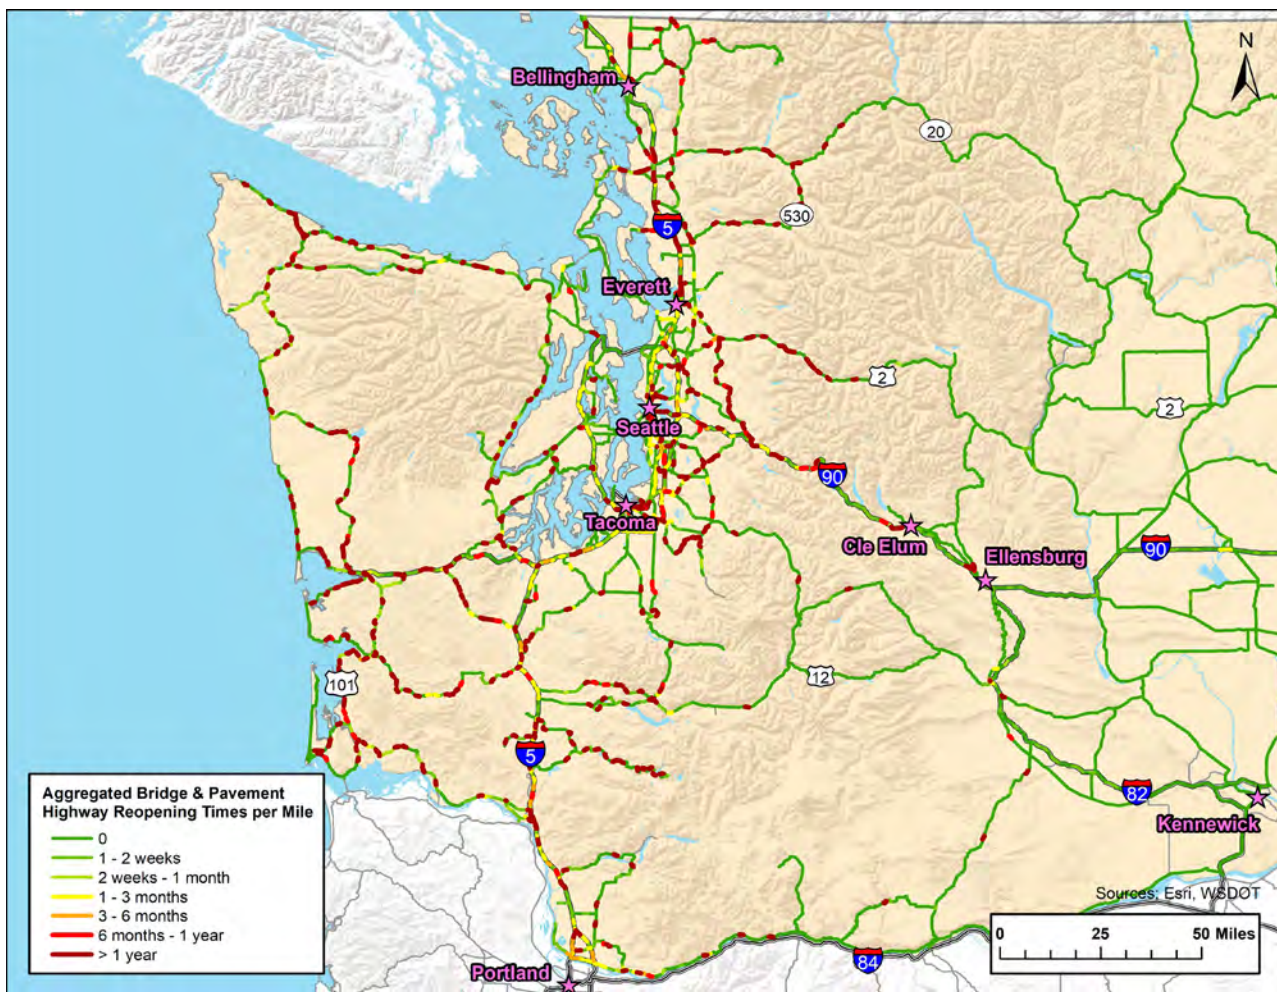 N
Bellingham
20
530
5
Everett
2
2
Seattle
90
Tacoma
Cle Elum
Ellensburg
90
12
101
5
82
Kennewick
Aggregated Bridge & Pavement
Highway Reopening Times per Mile
0
1 - 2 weeks
2 weeks - 1 month
1 - 3 months
3 - 6 months
6 months - 1 year
> 1 year
Sources: Esri, WSDOT
0 25 50 Miles
84
Portland